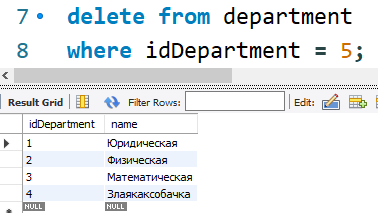 7 delete from department
8 where idDepartment = 5;
Result Grid Filter Rows: Edit:
idDepartment name
1 Юридическая
2 Физическая
3 Математическая
4 Злаякаксобачка
NULL NULL